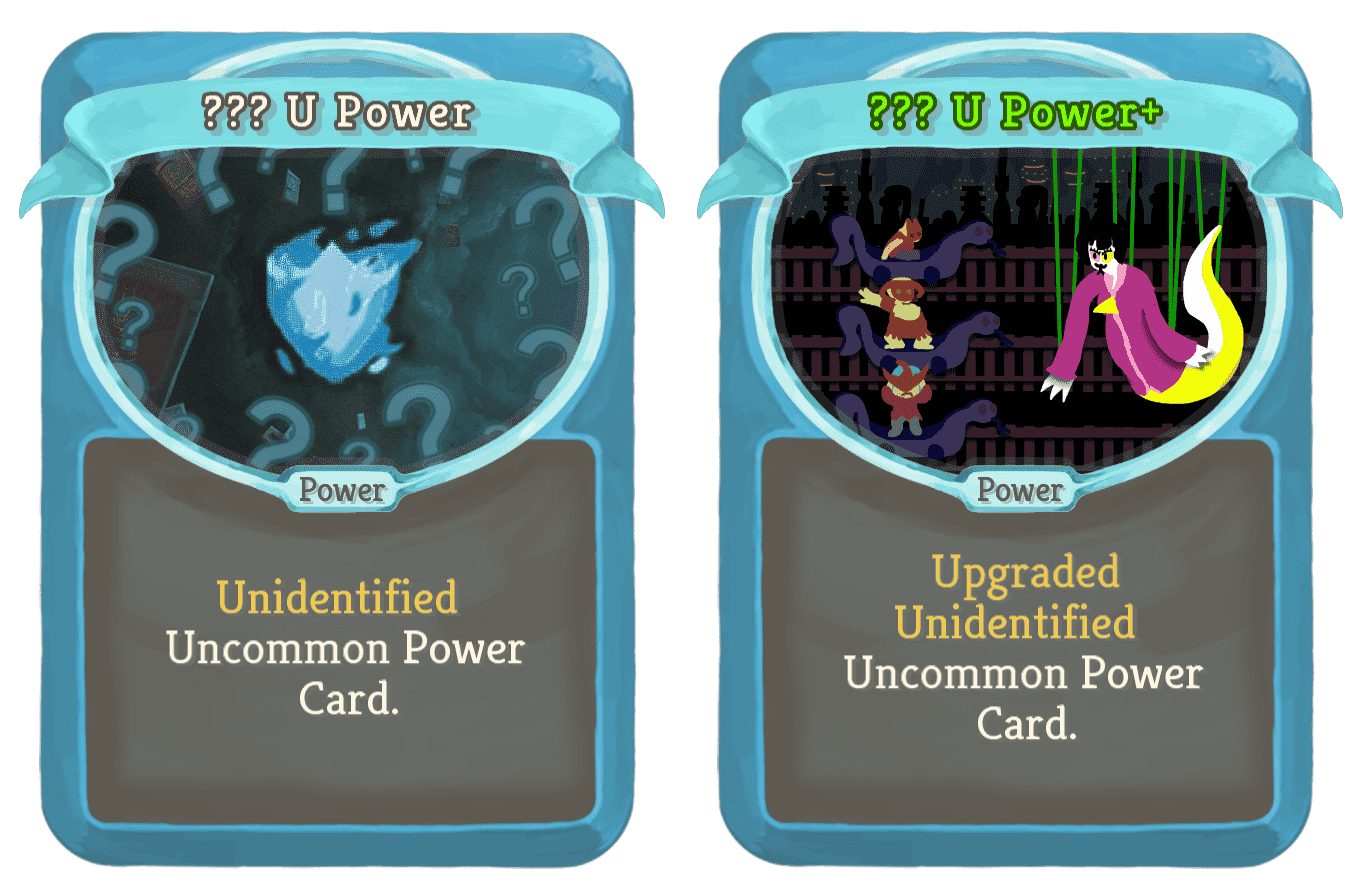 ??? U Power
Power
Unidentified
Uncommon Power
Card.
??? U Power+
Power
Upgraded
Unidentified
Uncommon Power
Card.